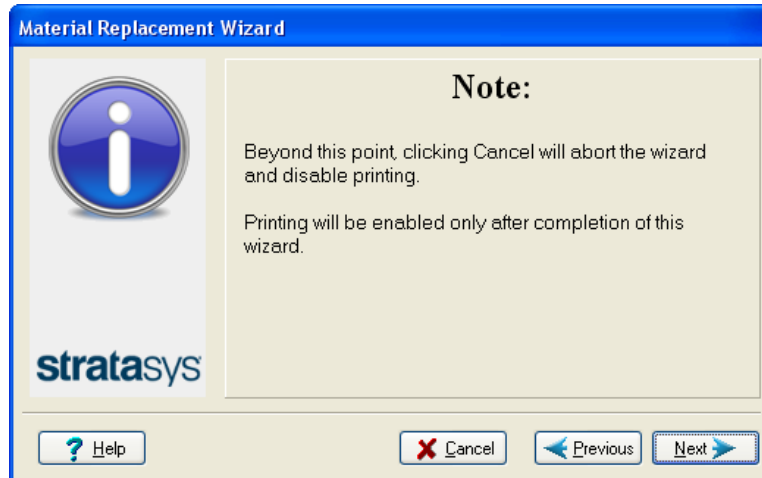 Material Replacement Wizard
Note:
Beyond this point, clicking Cancel will abort the wizard
and disable printing.
Printing will be enabled only after completion of this
wizard.
stratasys
? Help
Cancel
Previous
Next